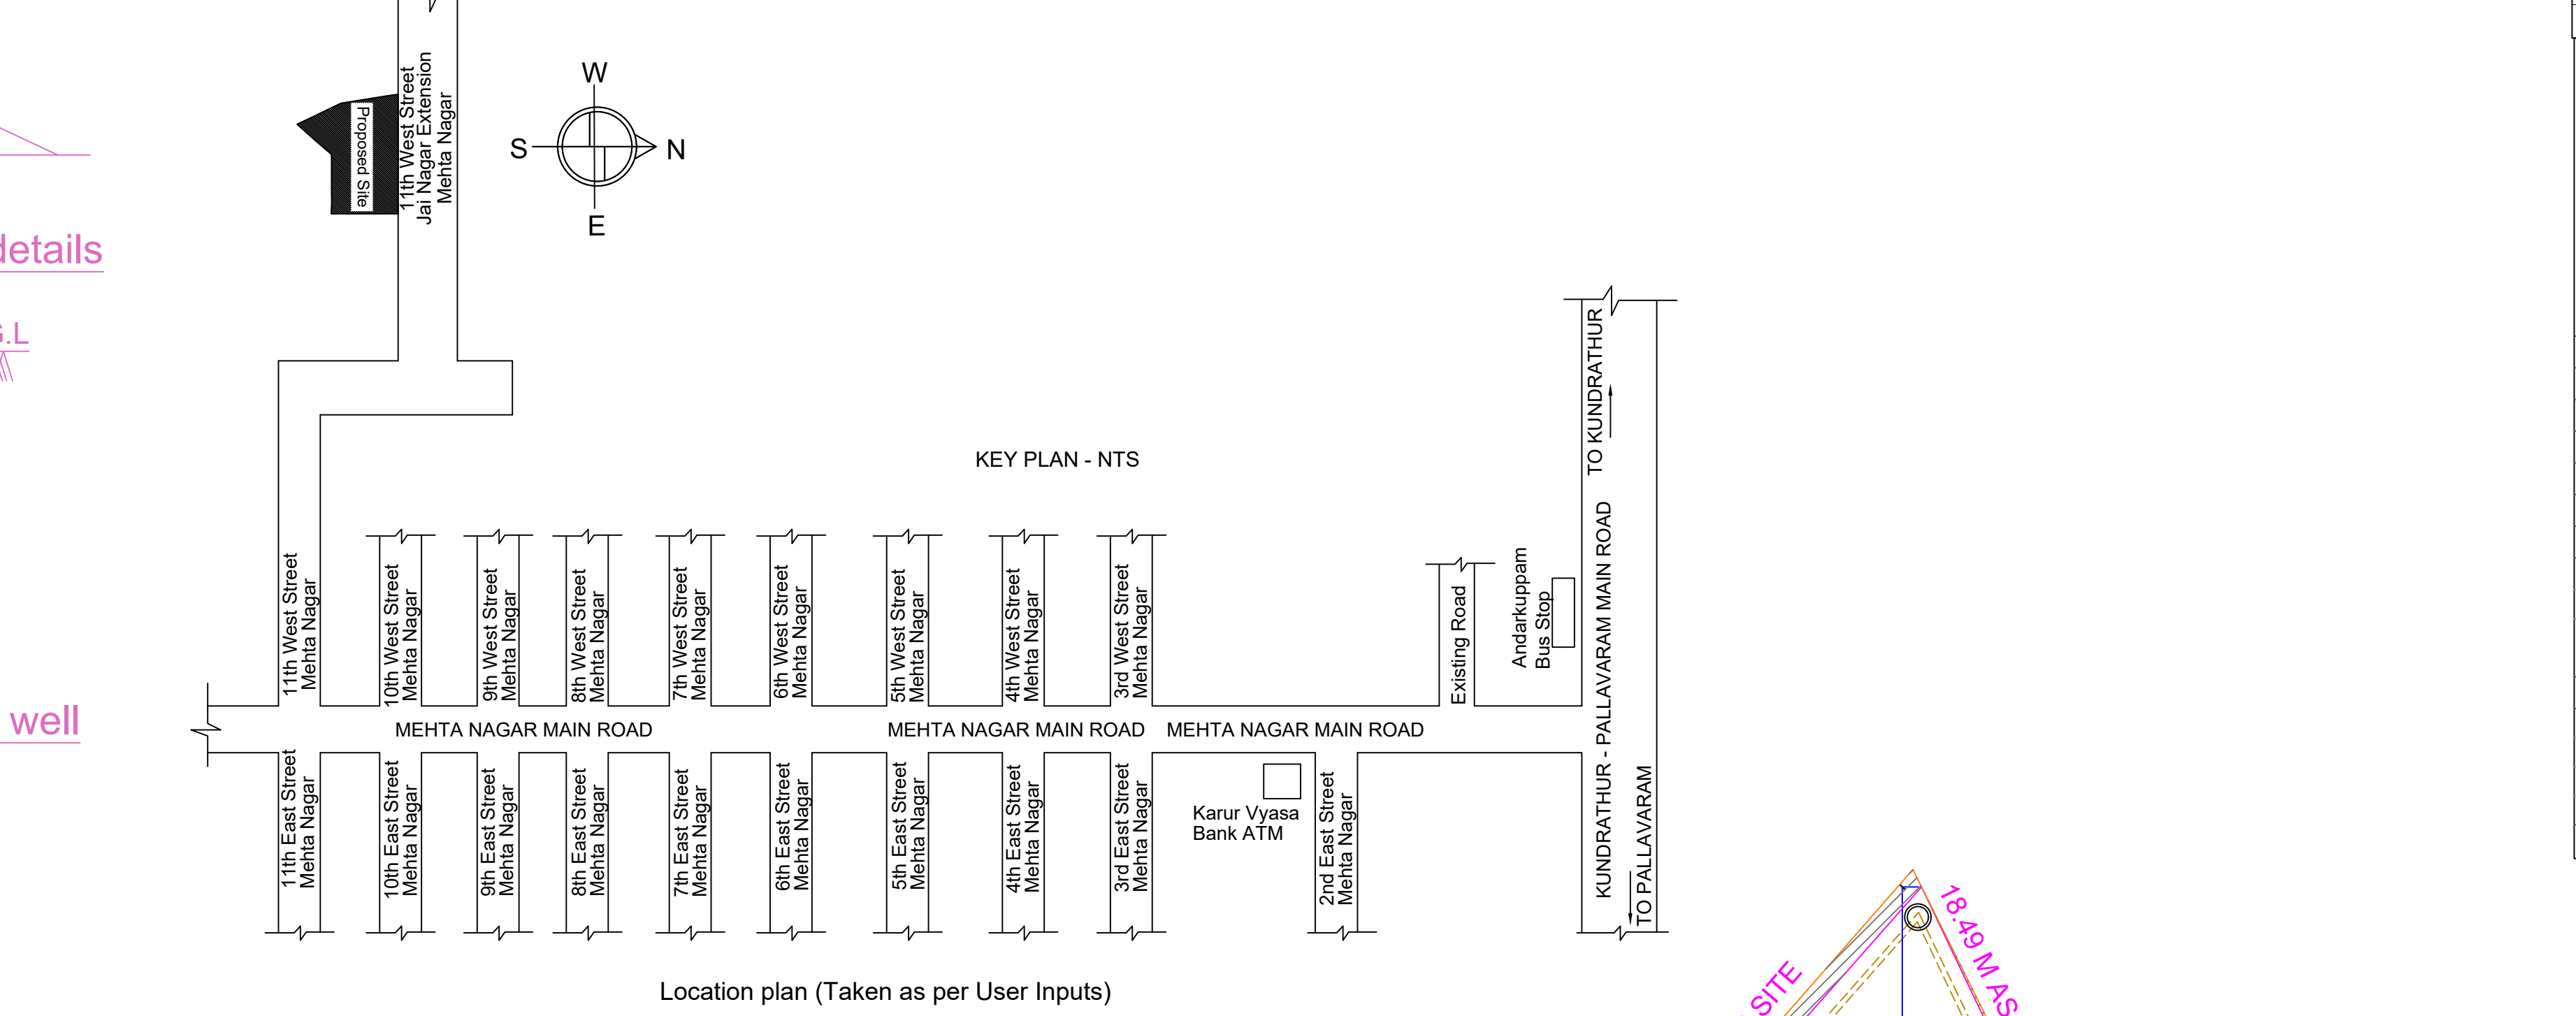 11th West Street
Jai Nagar Extension
Mehta Nagar
Proposed Site
W
S
N
E
details
G.L
well
KEY PLAN - NTS
TO KUNDRATHUR
KUNDRATHUR - PALLAVARAM MAIN ROAD
TO PALLAVARAM
Andarkuppam
Bus Stop
Existing Road
11th West Street
Mehta Nagar
10th West Street
Mehta Nagar
9th West Street
Mehta Nagar
8th West Street
Mehta Nagar
7th West Street
Mehta Nagar
6th West Street
Mehta Nagar
5th West Street
Mehta Nagar
4th West Street
Mehta Nagar
3rd West Street
Mehta Nagar
MEHTA NAGAR MAIN ROAD
MEHTA NAGAR MAIN ROAD
MEHTA NAGAR MAIN ROAD
11th East Street
Mehta Nagar
10th East Street
Mehta Nagar
9th East Street
Mehta Nagar
8th East Street
Mehta Nagar
7th East Street
Mehta Nagar
6th East Street
Mehta Nagar
5th East Street
Mehta Nagar
4th East Street
Mehta Nagar
3rd East Street
Mehta Nagar
Karur Vyasa
Bank ATM
2nd East Street
Mehta Nagar
Location plan (Taken as per User Inputs)
SITE
18.49 M AS